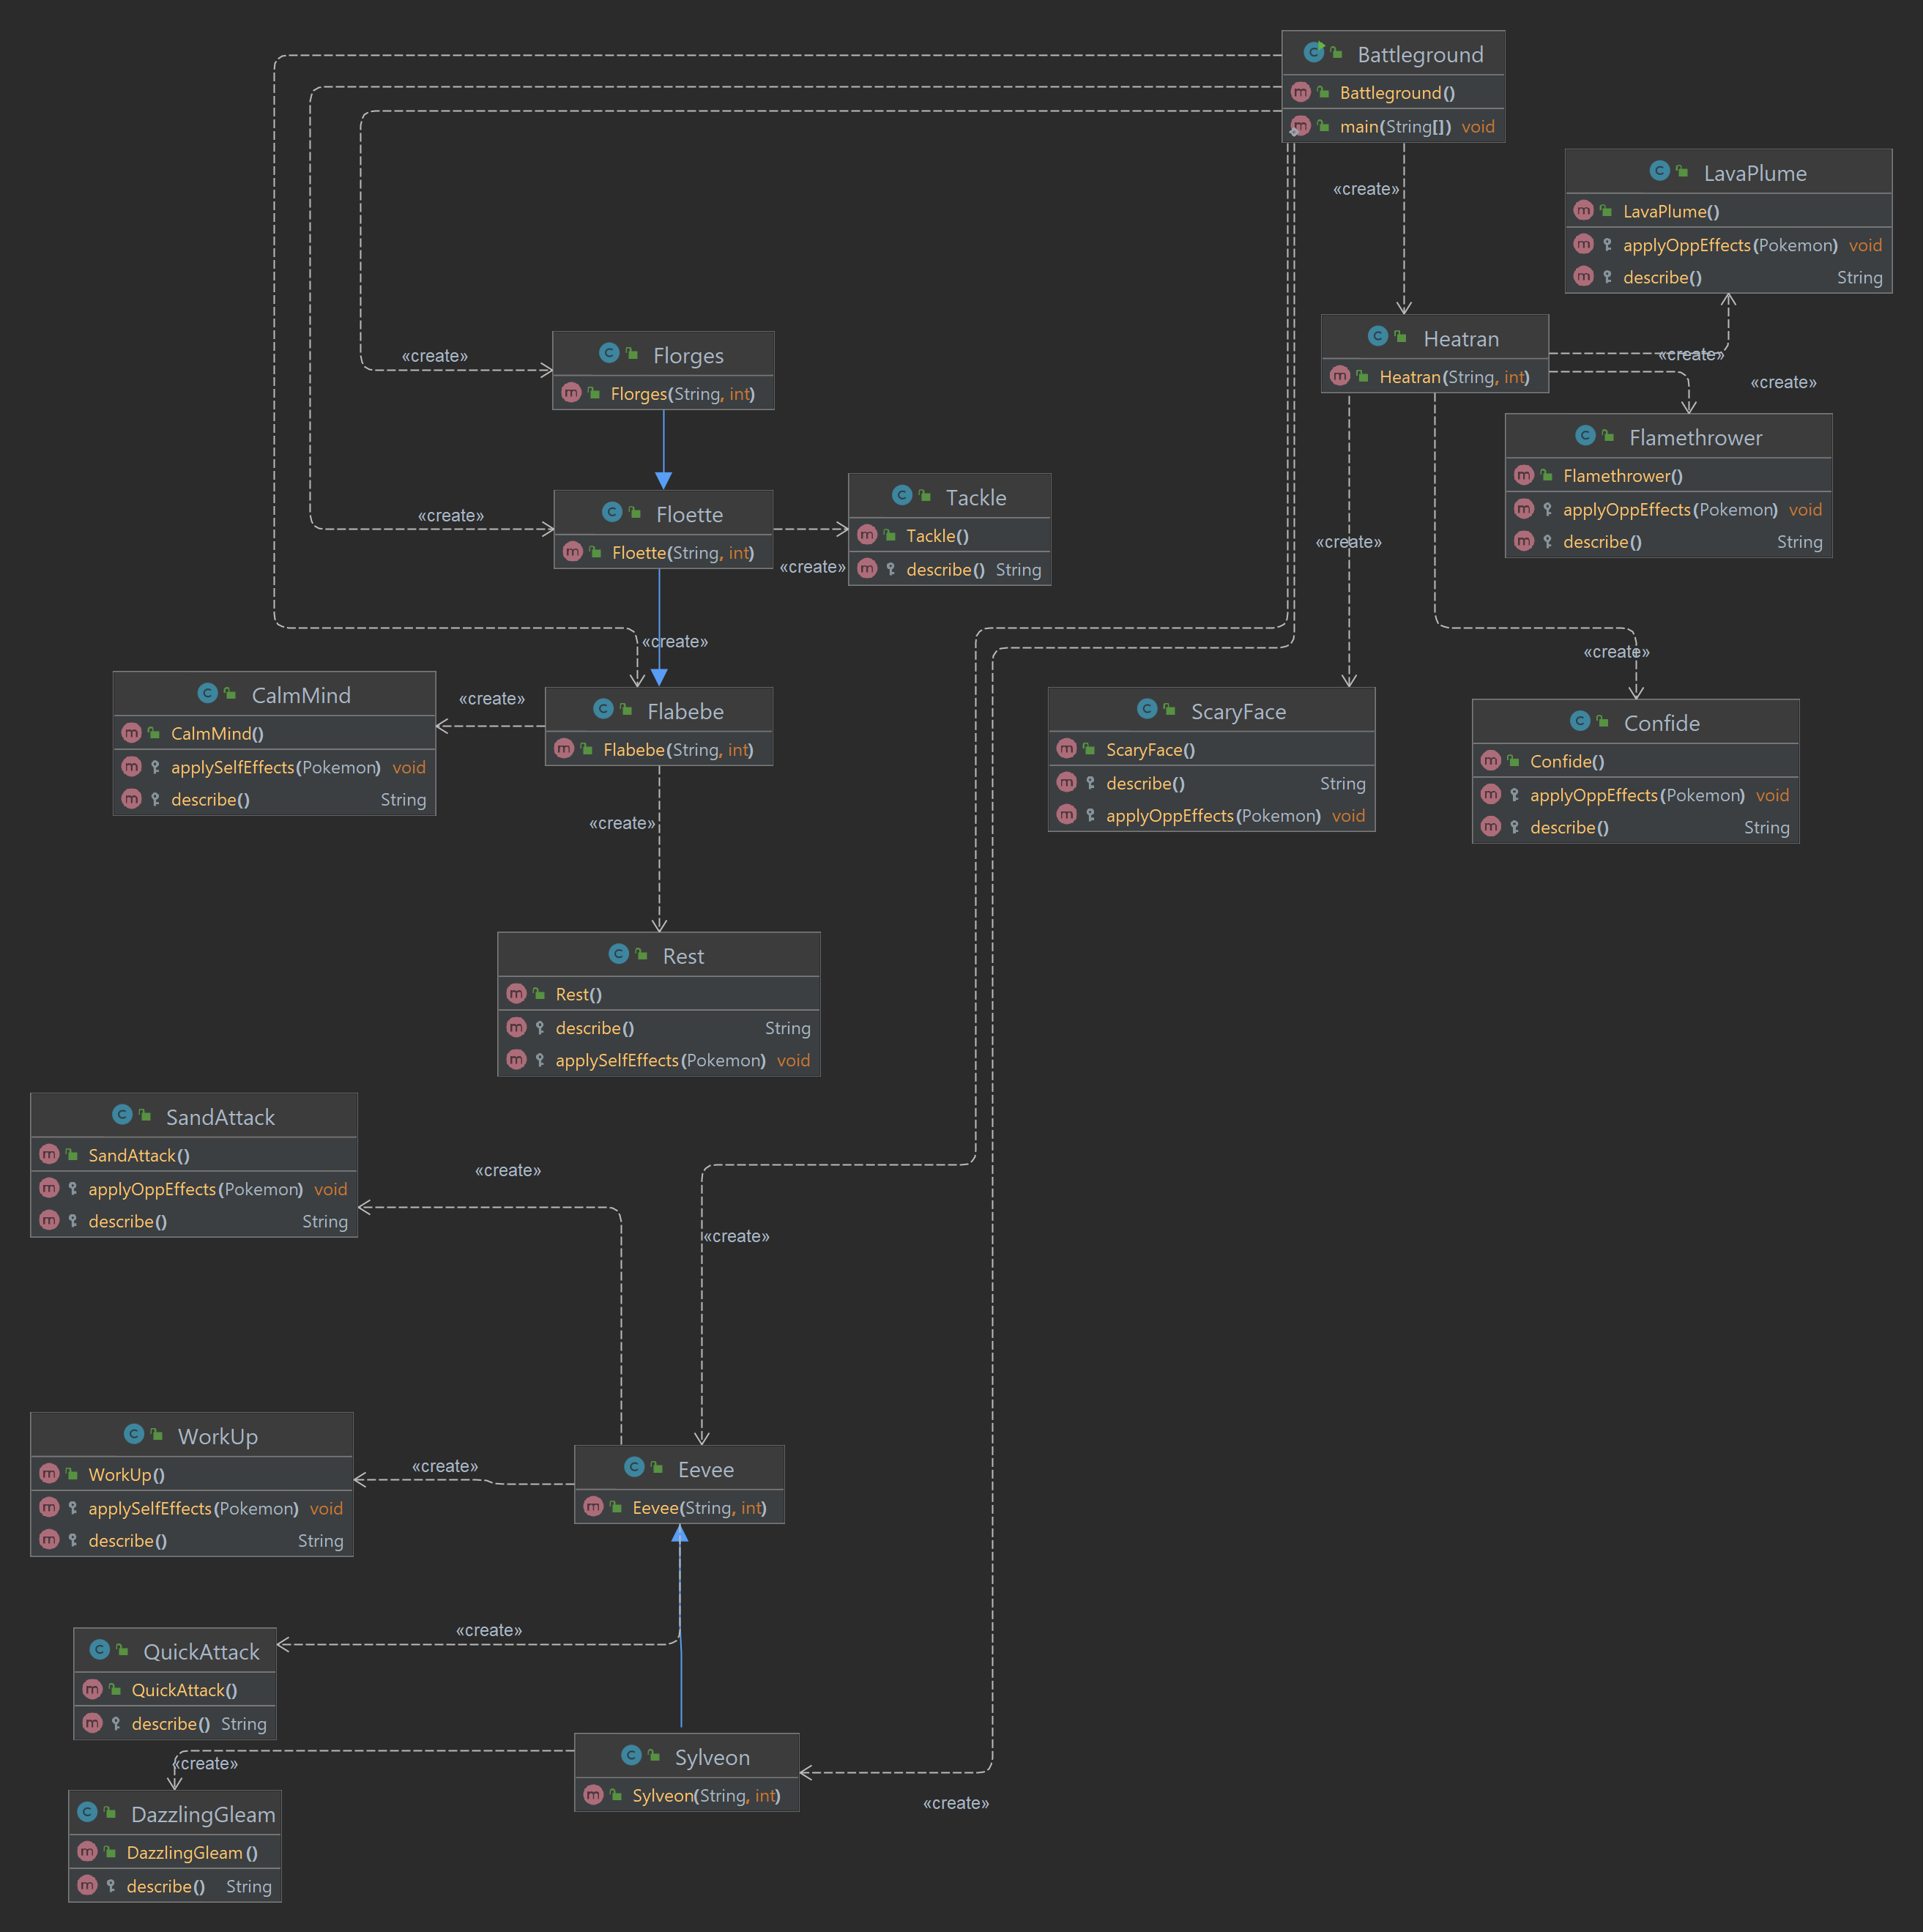 Battleground
Battleground()
main(String[]) void
«create»
LavaPlume
LavaPlume()
applyOppEffects(Pokemon) void
describe() String
Florges
Florges(String, int)
«create»
Heatran
Heatran(String, int)
«create»
«create»
Flamethrower
Flamethrower()
applyOppEffects(Pokemon) void
describe() String
Floette
Floette(String, int)
«create»
Tackle
Tackle()
describe() String
«create»
«create»
«create»
«create»
CalmMind
CalmMind()
applySelfEffects(Pokemon) void
describe() String
«create»
Flabebe
Flabebe(String, int)
ScaryFace
ScaryFace()
describe() String
applyOppEffects(Pokemon) void
Confide
Confide()
applyOppEffects(Pokemon) void
describe() String
«create»
Rest
Rest()
describe() String
applySelfEffects(Pokemon) void
SandAttack
SandAttack()
applyOppEffects(Pokemon) void
describe() String
«create»
«create»
WorkUp
WorkUp()
applySelfEffects(Pokemon) void
describe() String
«create»
Eevee
Eevee(String, int)
«create»
QuickAttack
QuickAttack()
describe() String
«create»
Sylveon
Sylveon(String, int)
«create»
DazzlingGleam
DazzlingGleam()
describe() String